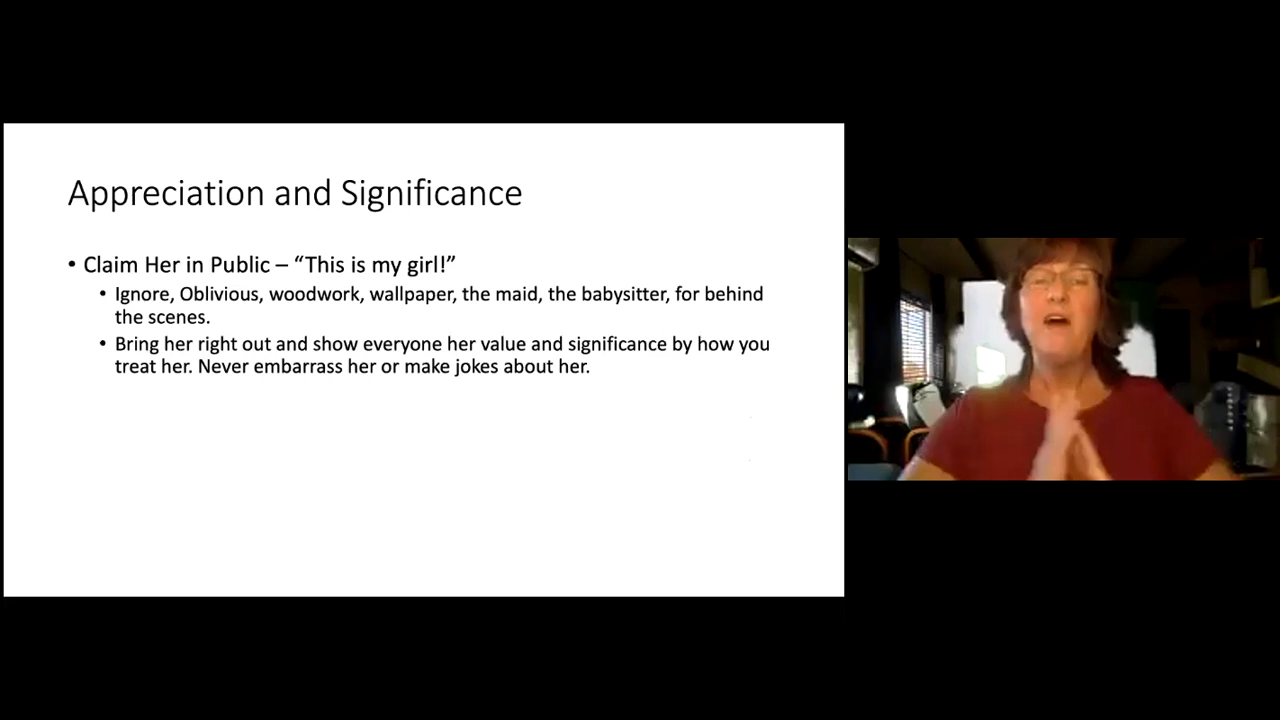 Appreciation and Significance
• Claim Her in Public – “This is my girl!”
• Ignore, Oblivious, woodwork, wallpaper, the maid, the babysitter, for behind
the scenes.
• Bring her right out and show everyone her value and significance by how you
treat her. Never embarrass her or make jokes about her.